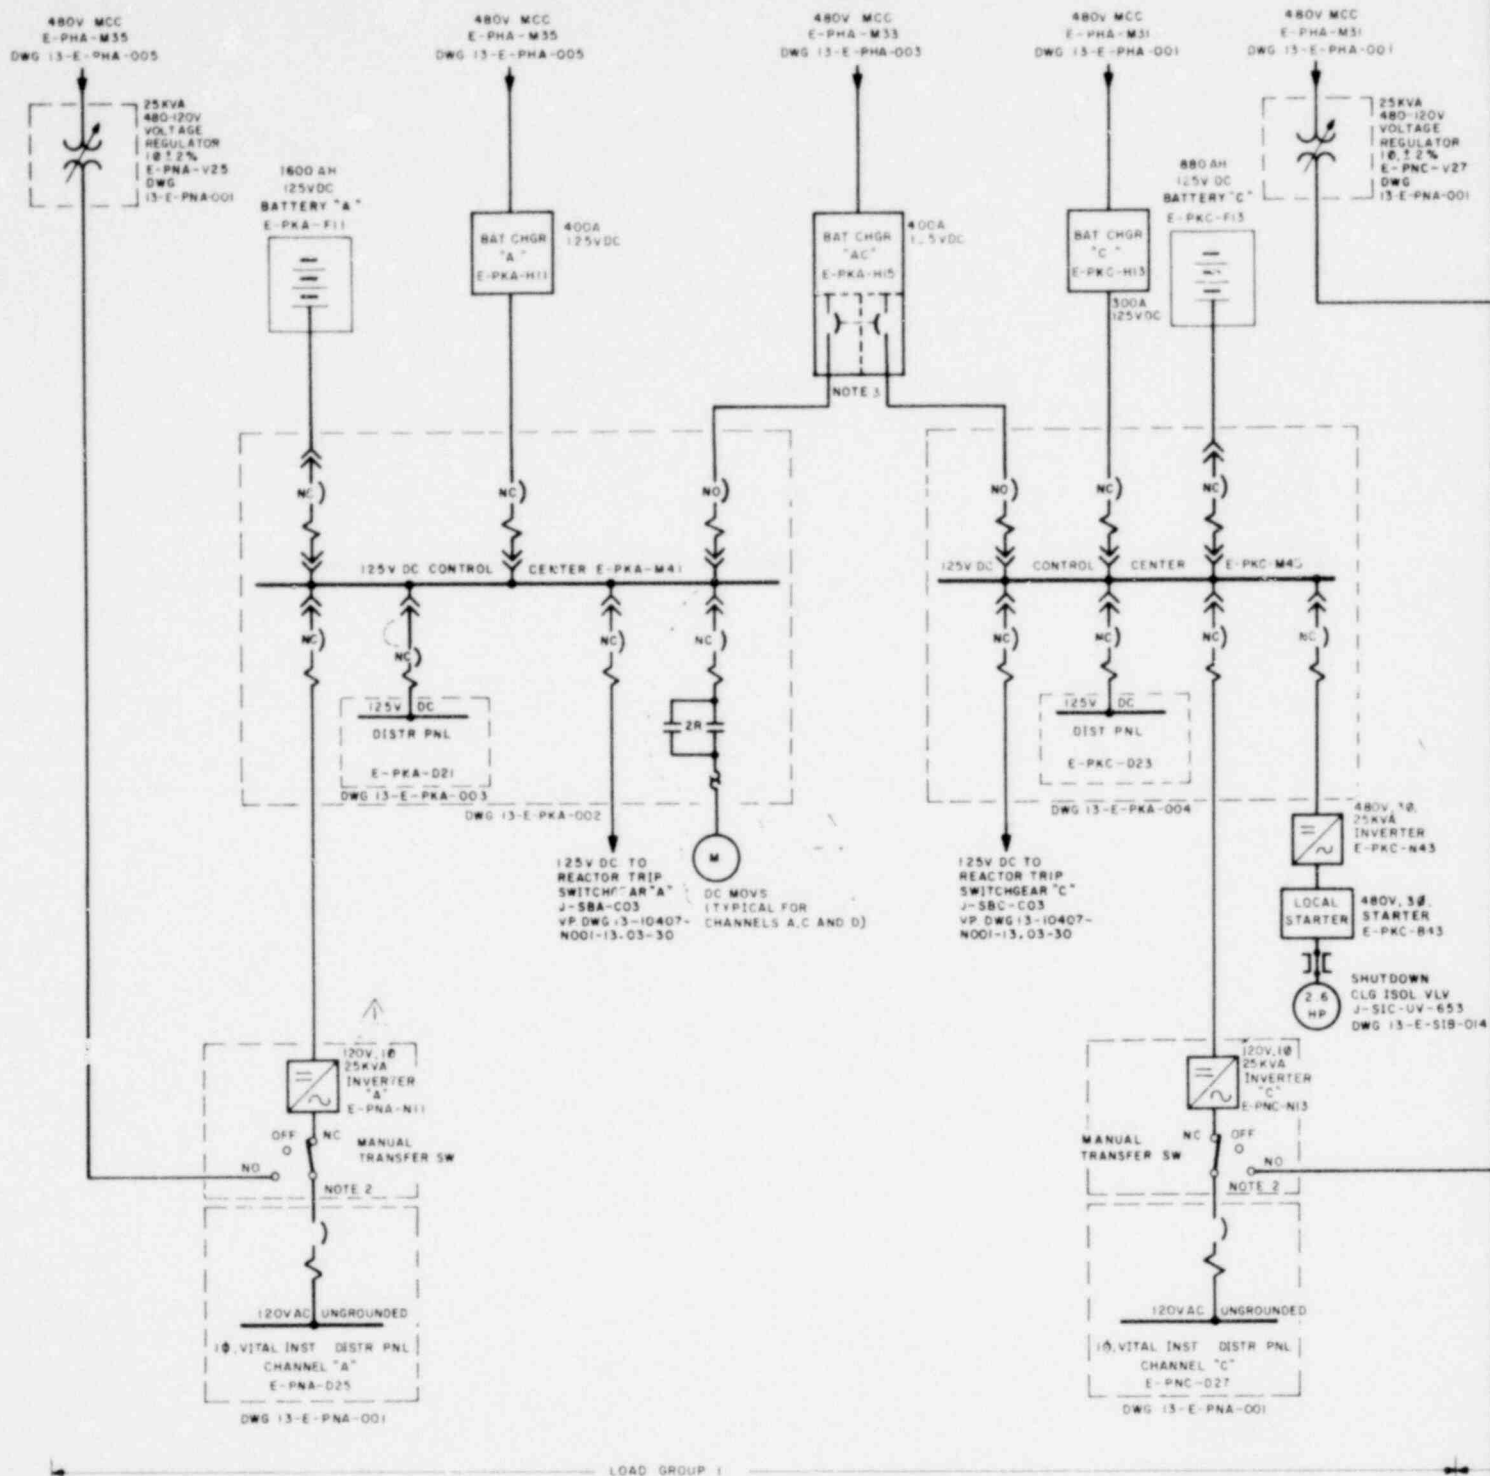 480V MCC
E-PHA-M35
DWG 13-E-PHA-005
480V MCC
E-PHA-M35
DWG 13-E-PHA-005
480V MCC
E-PHA-M33
DWG 13-E-PHA-003
480V MCC
E-PHA-M31
DWG 13-E-PHA-001
480V MCC
E-PHA-M31
DWG 13-E-PHA-001
25KVA
480-120V
VOLTAGE
REGULATOR
1Ø ±2%
E-PNA-V25
DWG
13-E-PNA-001
1600 AH
125VDC
BATTERY "A"
E-PKA-F11
BAT CHGR
"A"
E-PKA-H11
400A
125VDC
BAT CHGR
"AC"
E-PKA-H15
400A
NOTE 3
BAT CHGR
"C"
E-PKC-H13
300A
125VDC
880 AH
125V DC
BATTERY "C"
E-PKC-F13
25KVA
480-120V
VOLTAGE
REGULATOR
1Ø, ±2%
E-PNC-V27
DWG
13-E-PNA-001
NC
NC
NO
NO
NC
NC
125V DC CONTROL CENTER E-PKA-M41
125V DC CONTROL CENTER
NC
NC
NC
NC
NC
NC
NC
NC
125V DC
DISTR PNL
E-PKA-D21
DWG 13-E-PKA-003
DWG 13-E-PKA-002
2R
125V DC
DIST PNL
E-PKC-D23
DWG 13-E-PKA-004
125V DC TO
REACTOR TRIP
SWITCHGEAR "A"
J-SBA-C03
VP DWG 13-10407-
N001-13.03-30
M
DC MOVS
(TYPICAL FOR
CHANNELS A,C AND D)
125V DC TO
REACTOR TRIP
SWITCHGEAR "C"
J-SBC-C03
VP DWG 13-10407-
N001-13.03-30
480V, 3Ø,
25KVA
INVERTER
E-PKC-N43
LOCAL
STARTER
480V, 3Ø,
STARTER
E-PKC-B43
2.6
HP
SHUTDOWN
CLG ISOL VLV
J-SIC-UV-653
DWG 13-E-SIB-014
120V, 1Ø
25KVA
INVERTER
"A"
E-PNA-N11
OFF
NC
MANUAL
TRANSFER SW
NO
NOTE 2
120V, 1Ø
25KVA
INVERTER
"C"
E-PNC-N13
MANUAL
TRANSFER SW
NC
OFF
NO
NOTE 2
120VAC UNGROUNDED
1Ø, VITAL INST DISTR PNL
CHANNEL "A"
E-PNA-D25
DWG 13-E-PNA-001
120VAC UNGROUNDED
1Ø, VITAL INST DISTR PNL
CHANNEL "C"
E-PNC-D27
DWG 13-E-PNA-001
LOAD GROUP 1